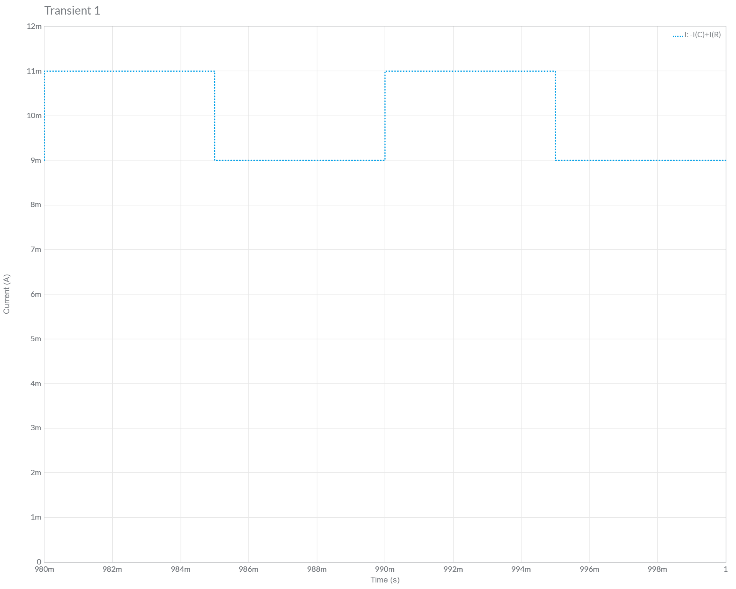 Transient 1
I: -I(C)+I(B)
12m
11m
10m
9m
8m
7m
6m
5m
4m
3m
2m
1m
0
Current (A)
980m 982m 984m 986m 988m 990m 992m 994m 996m 998m 1
Time (s)